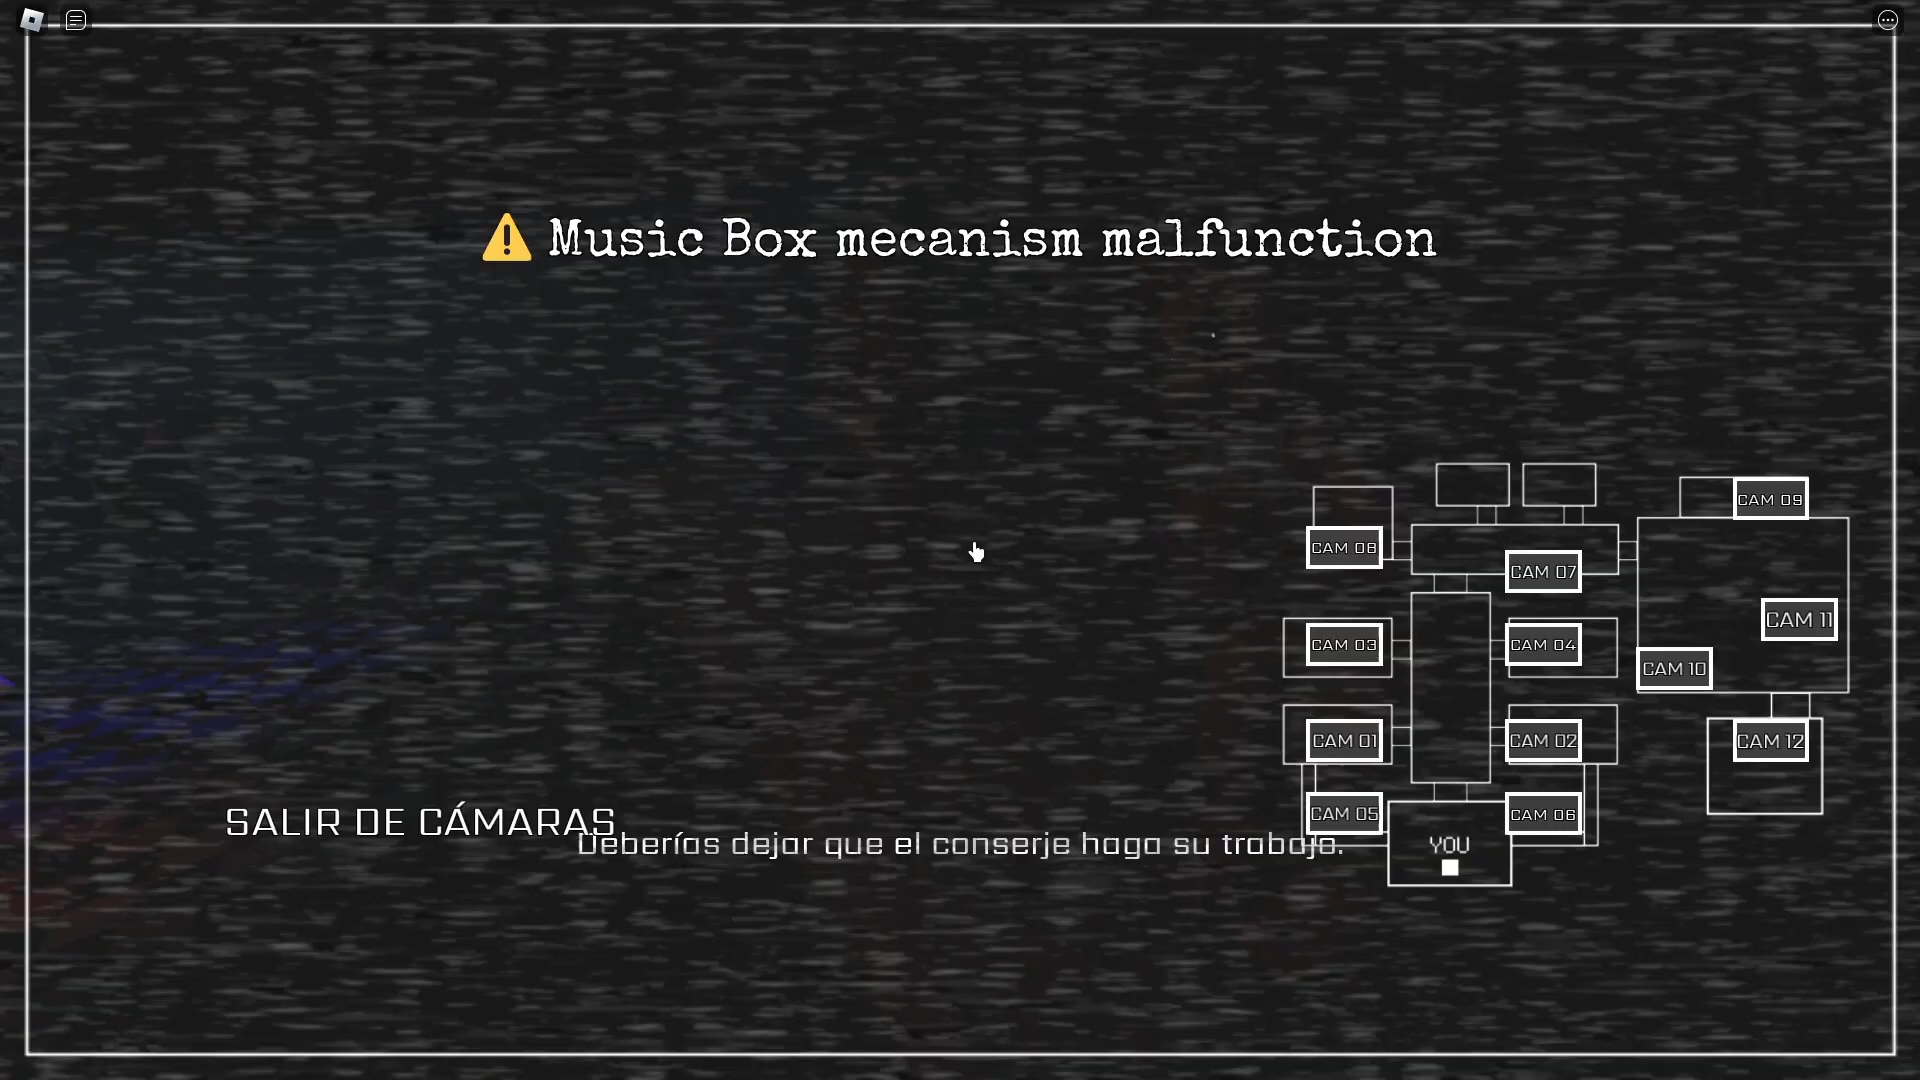 ⚠ Music Box mecanism malfunction
CAM 09
CAM 08
CAM 07
CAM 11
CAM 03
CAM 04
CAM 10
CAM 01
CAM 02
CAM 12
CAM 05
CAM 06
SALIR DE CÁMARAS
Deberías dejar que el conserje haga su trabajo.
YOU